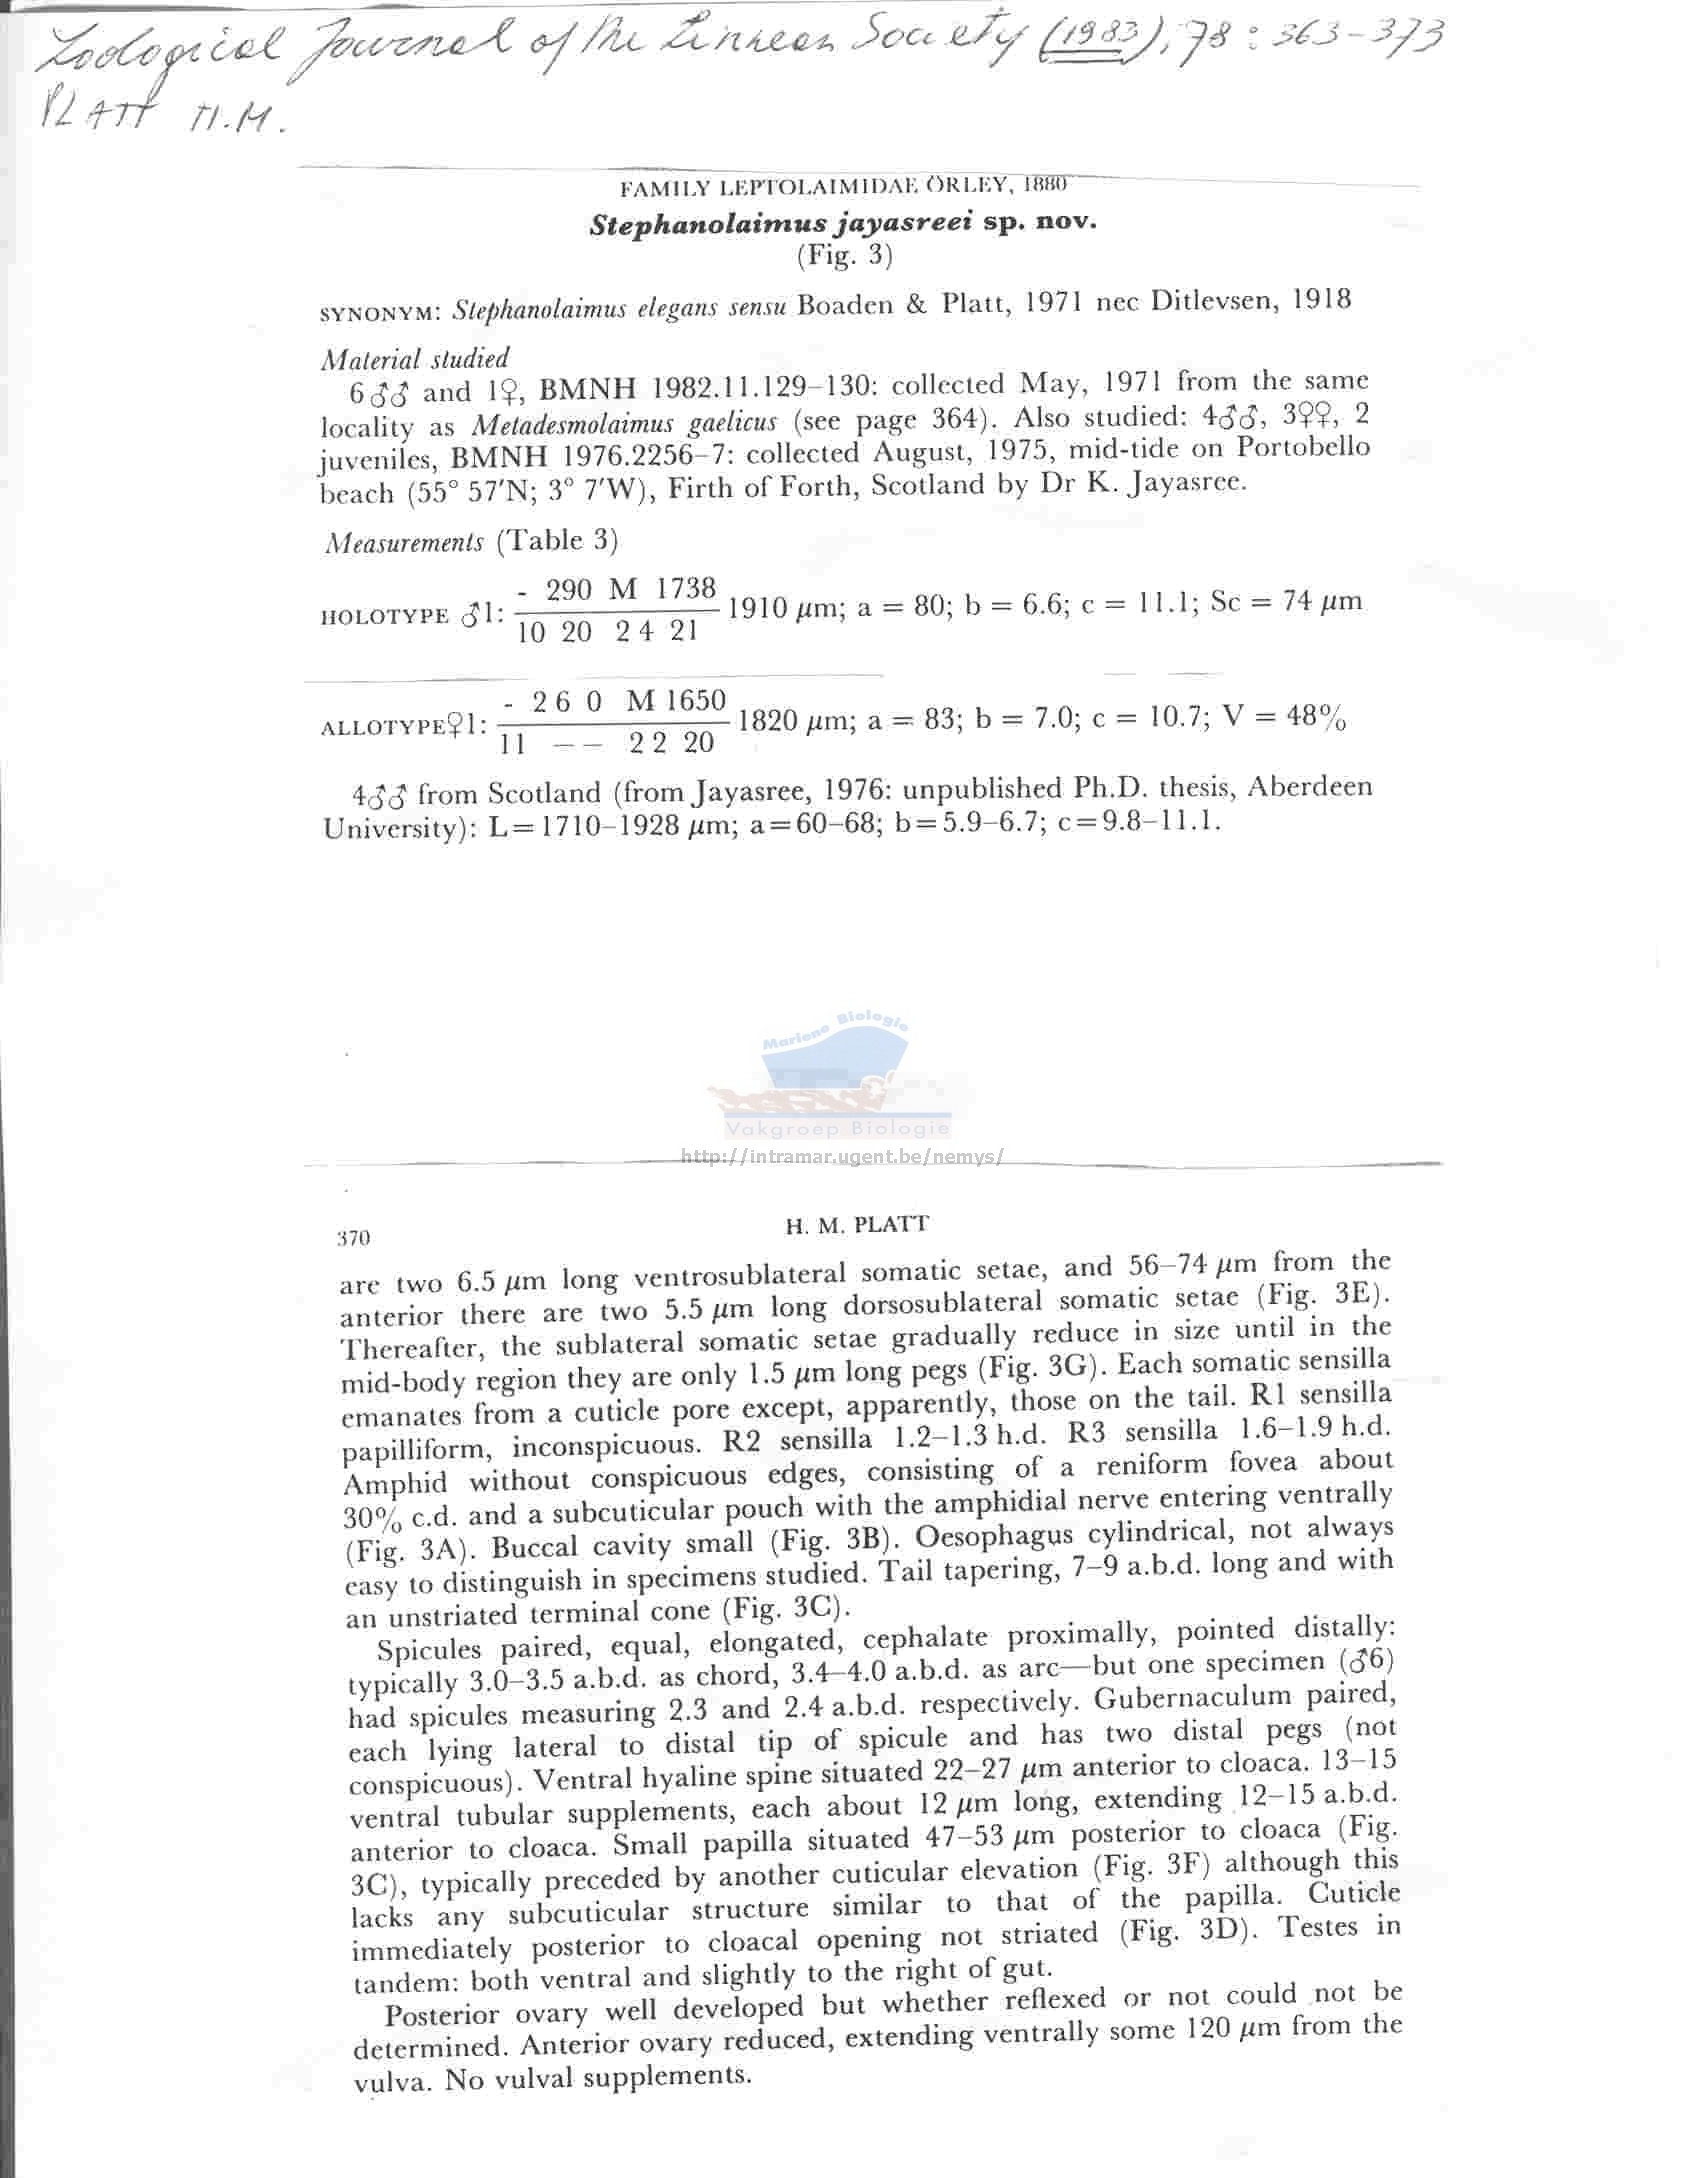 Zoological Journal of the Linnean Society (1983), 78 : 363-373
PLATT H.M.
FAMILY LEPTOLAIMIDAE ÖRLEY, 1880
Stephanolaimus jayasreei sp. nov.
(Fig. 3)
SYNONYM: Stephanolaimus elegans sensu Boaden & Platt, 1971 nec Ditlevsen, 1918
Material studied
6♂♂ and 1♀, BMNH 1982.11.129–130: collected May, 1971 from the same
locality as Metadesmolaimus gaelicus (see page 364). Also studied: 4♂♂, 3♀♀, 2
juveniles, BMNH 1976.2256–7: collected August, 1975, mid-tide on Portobello
beach (55° 57′N; 3° 7′W), Firth of Forth, Scotland by Dr K. Jayasree.
Measurements (Table 3)
- 290 M 1738
HOLOTYPE ♂1: 1910 μm; a = 80; b = 6.6; c = 11.1; Sc = 74 μm
10 20 2 4 21
- 2 6 0 M 1650
ALLOTYPE♀1: 1820 μm; a = 83; b = 7.0; c = 10.7; V = 48%
11 – – 2 2 20
4♂♂ from Scotland (from Jayasree, 1976: unpublished Ph.D. thesis, Aberdeen
University): L=1710–1928 μm; a=60–68; b=5.9–6.7; c=9.8–11.1.
Mariene Biologie
Vakgroep Biologie
http://intramar.ugent.be/nemys/
370 H. M. PLATT
are two 6.5 μm long ventrosublateral somatic setae, and 56–74 μm from the
anterior there are two 5.5 μm long dorsosublateral somatic setae (Fig. 3E).
Thereafter, the sublateral somatic setae gradually reduce in size until in the
mid-body region they are only 1.5 μm long pegs (Fig. 3G). Each somatic sensilla
emanates from a cuticle pore except, apparently, those on the tail. R1 sensilla
papilliform, inconspicuous. R2 sensilla 1.2–1.3 h.d. R3 sensilla 1.6–1.9 h.d.
Amphid without conspicuous edges, consisting of a reniform fovea about
30% c.d. and a subcuticular pouch with the amphidial nerve entering ventrally
(Fig. 3A). Buccal cavity small (Fig. 3B). Oesophagus cylindrical, not always
easy to distinguish in specimens studied. Tail tapering, 7–9 a.b.d. long and with
an unstriated terminal cone (Fig. 3C).
Spicules paired, equal, elongated, cephalate proximally, pointed distally:
typically 3.0–3.5 a.b.d. as chord, 3.4–4.0 a.b.d. as arc—but one specimen (♂6)
had spicules measuring 2.3 and 2.4 a.b.d. respectively. Gubernaculum paired,
each lying lateral to distal tip of spicule and has two distal pegs (not
conspicuous). Ventral hyaline spine situated 22–27 μm anterior to cloaca. 13–15
ventral tubular supplements, each about 12 μm long, extending 12–15 a.b.d.
anterior to cloaca. Small papilla situated 47–53 μm posterior to cloaca (Fig.
3C), typically preceded by another cuticular elevation (Fig. 3F) although this
lacks any subcuticular structure similar to that of the papilla. Cuticle
immediately posterior to cloacal opening not striated (Fig. 3D). Testes in
tandem: both ventral and slightly to the right of gut.
Posterior ovary well developed but whether reflexed or not could not be
determined. Anterior ovary reduced, extending ventrally some 120 μm from the
vulva. No vulval supplements.